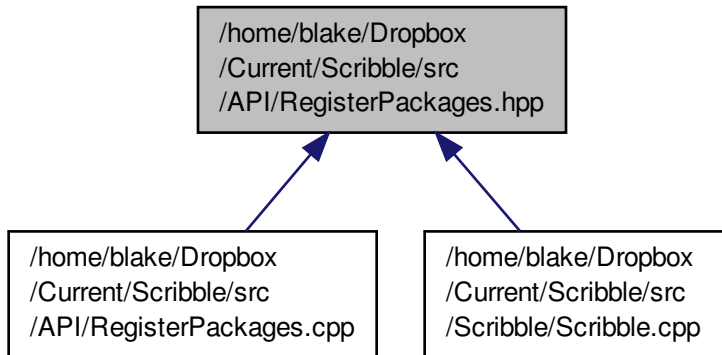 /home/blake/Dropbox
/Current/Scribble/src
/API/RegisterPackages.hpp
/home/blake/Dropbox
/Current/Scribble/src
/API/RegisterPackages.cpp
/home/blake/Dropbox
/Current/Scribble/src
/Scribble/Scribble.cpp